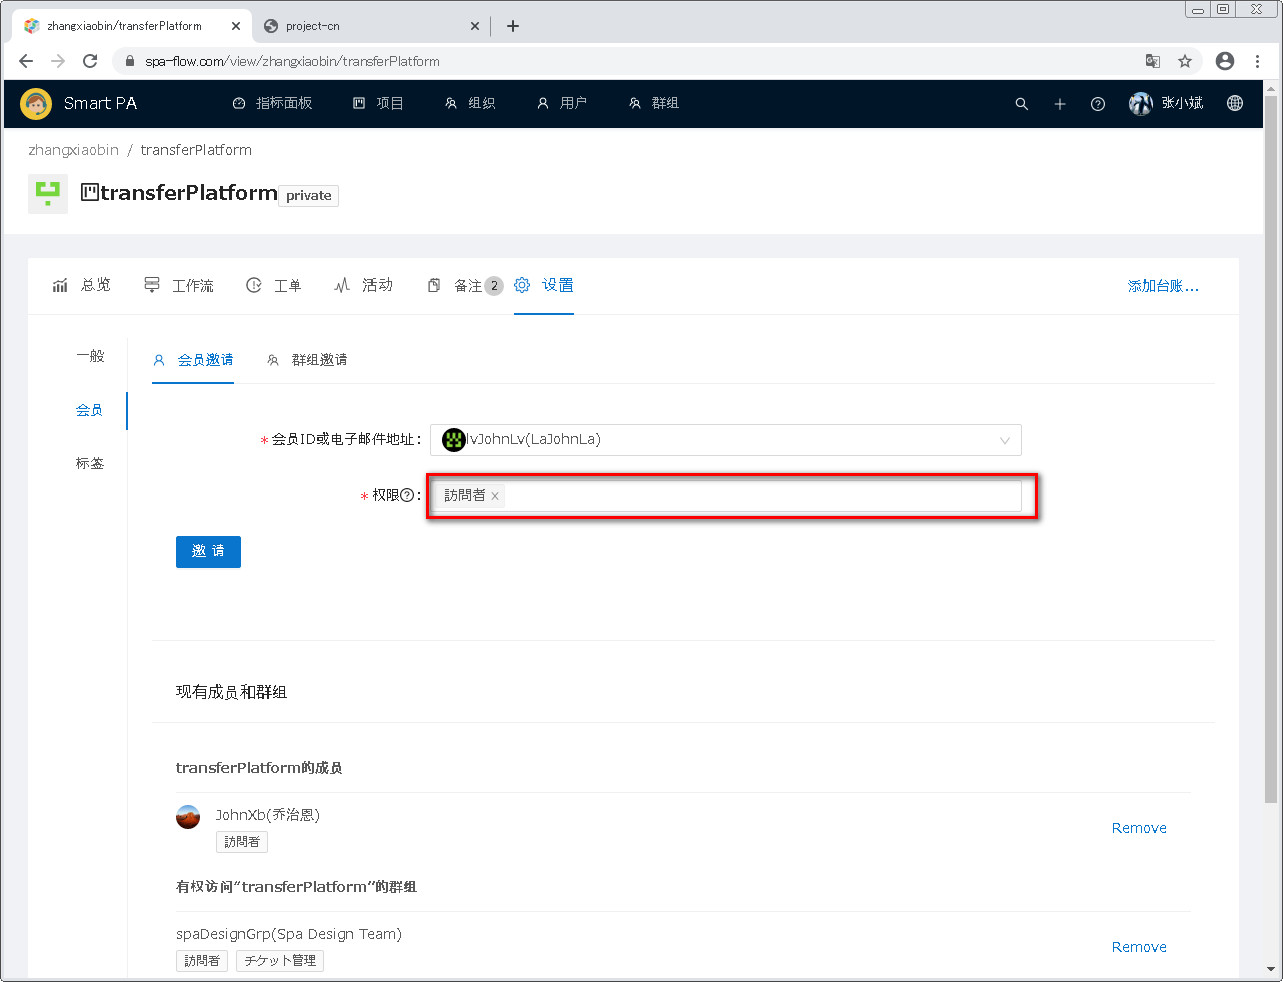 zhangxiaobin/transferPlatform
project-cn
spa-flow.com/view/zhangxiaobin/transferPlatform
Smart PA 指标面板 项目 组织 用户 群组 张小斌
zhangxiaobin / transferPlatform
transferPlatform private
总览 工作流 工单 活动 备注 2 设置 添加台账...
一般
会员
标签
会员邀请 群组邀请
* 会员ID或电子邮件地址:
lvJohnLv(LaJohnLa)
* 权限?:
訪問者 ×
邀 请
现有成员和群组
transferPlatform的成员
JohnXb(乔治恩)
訪問者
Remove
有权访问"transferPlatform"的群组
spaDesignGrp(Spa Design Team)
訪問者 チケット管理
Remove